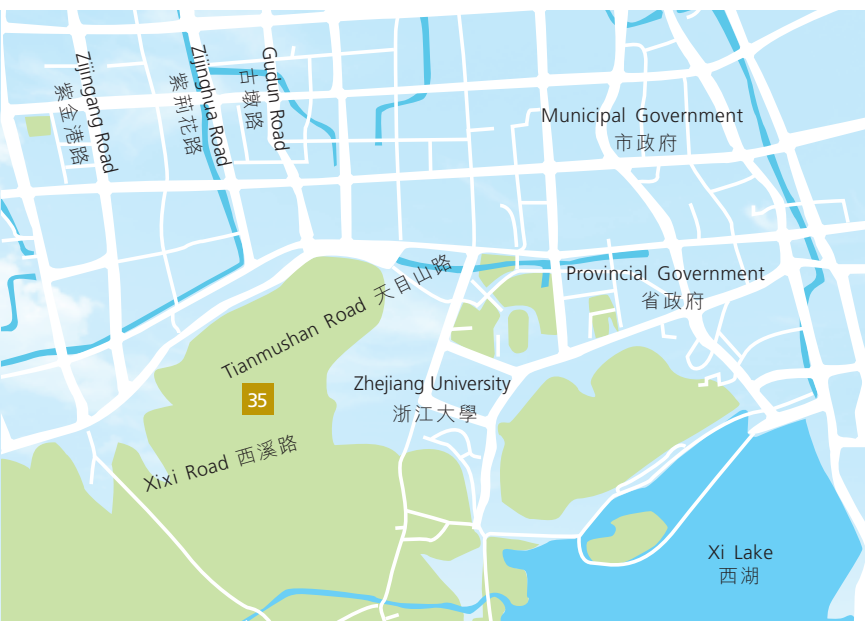 Zijingang Road
紫金港路
Zijinghua Road
紫荊花路
Gudun Road
古墩路
Municipal Government
市政府
Tianmushan Road 天目山路
Provincial Government
省政府
35
Zhejiang University
浙江大學
Xixi Road 西溪路
Xi Lake
西湖